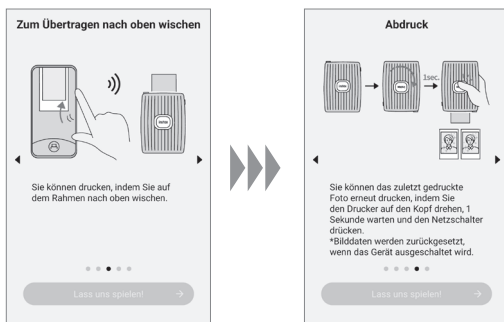 Zum Übertragen nach oben wischen
Sie können drucken, indem Sie auf
dem Rahmen nach oben wischen.
Lass uns spielen!
Abdruck
1sec.
Sie können das zuletzt gedruckte
Foto erneut drucken, indem Sie
den Drucker auf den Kopf drehen, 1
Sekunde warten und den Netzschalter
drücken.
*Bilddaten werden zurückgesetzt,
wenn das Gerät ausgeschaltet wird.
Lass uns spielen!